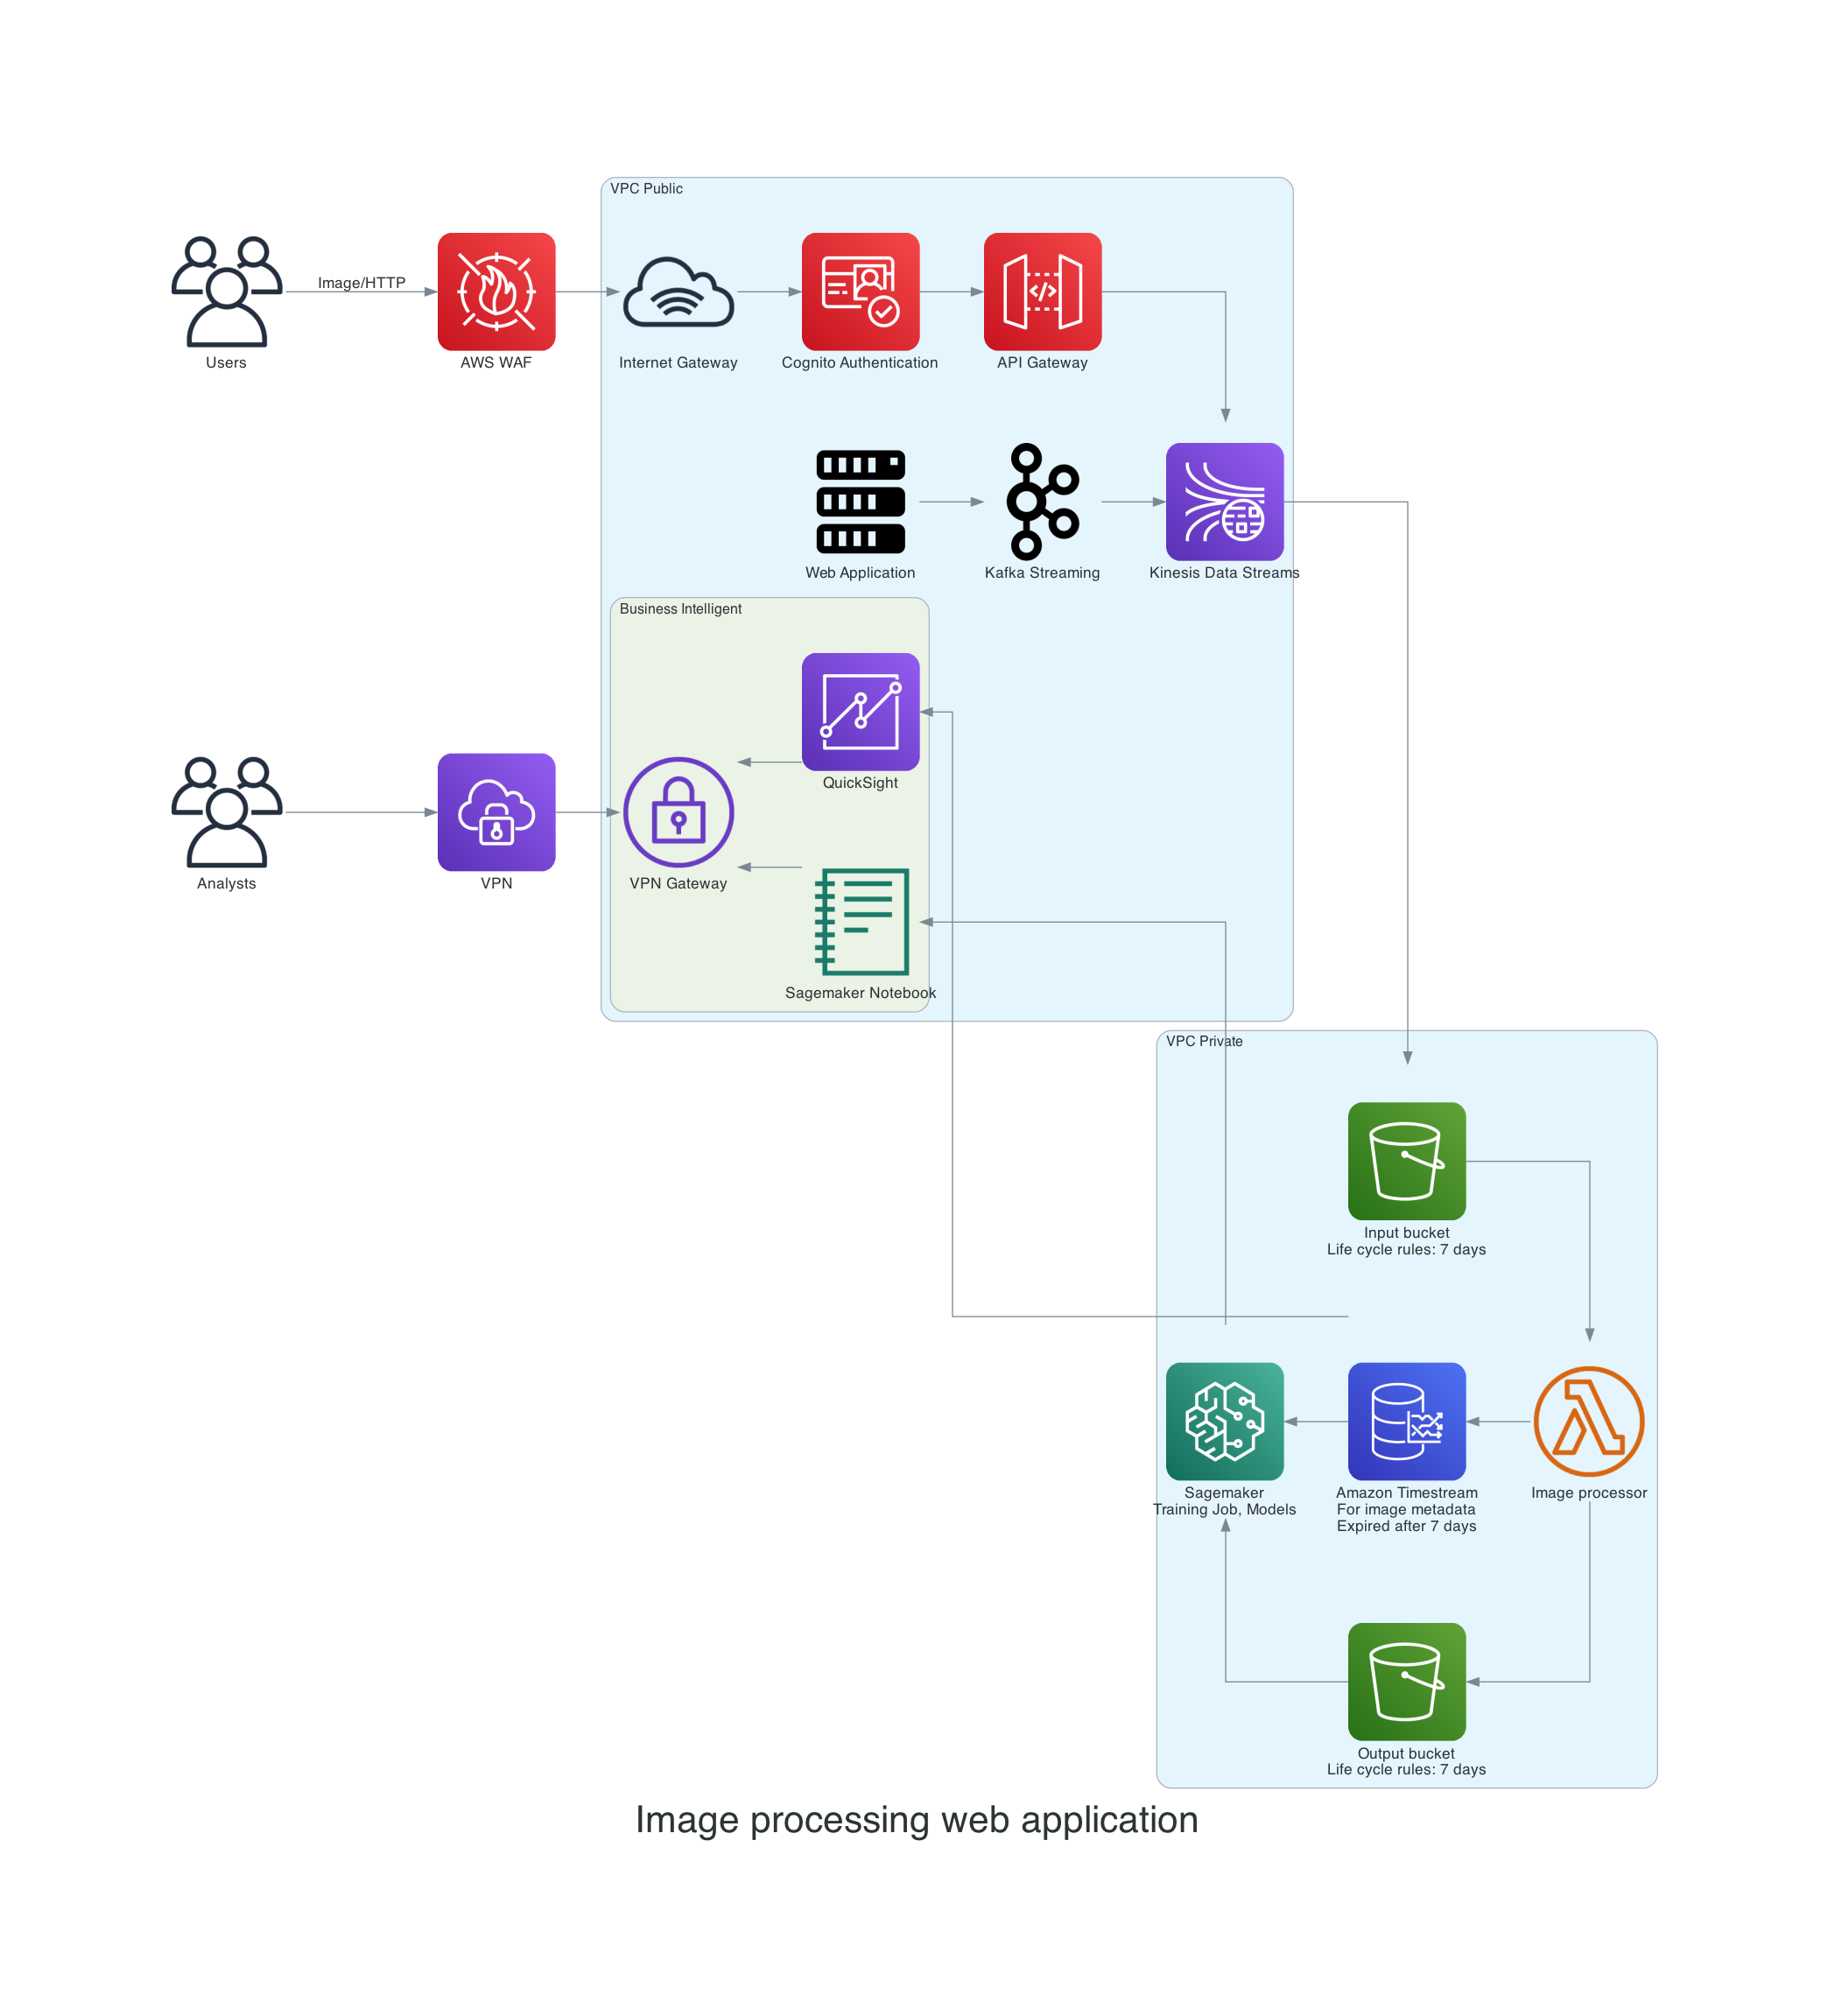 VPC Public
Image/HTTP
Users
AWS WAF
Internet Gateway
Cognito Authentication
API Gateway
Web Application
Kafka Streaming
Kinesis Data Streams
Business Intelligent
QuickSight
Analysts
VPN
VPN Gateway
Sagemaker Notebook
VPC Private
Input bucket
Life cycle rules: 7 days
Sagemaker
Training Job, Models
Amazon Timestream
For image metadata
Expired after 7 days
Image processor
Output bucket
Life cycle rules: 7 days
Image processing web application